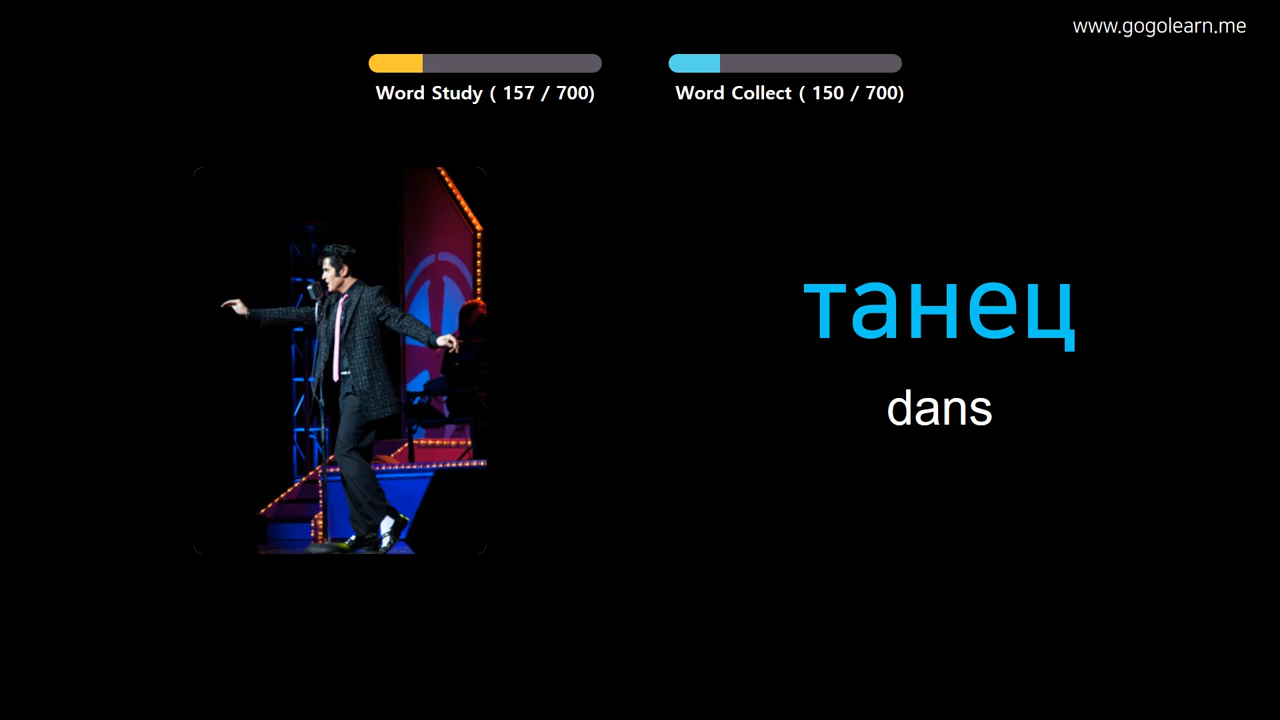 www.gogolearn.me
Word Study ( 157 / 700)
Word Collect ( 150 / 700)
танец
dans